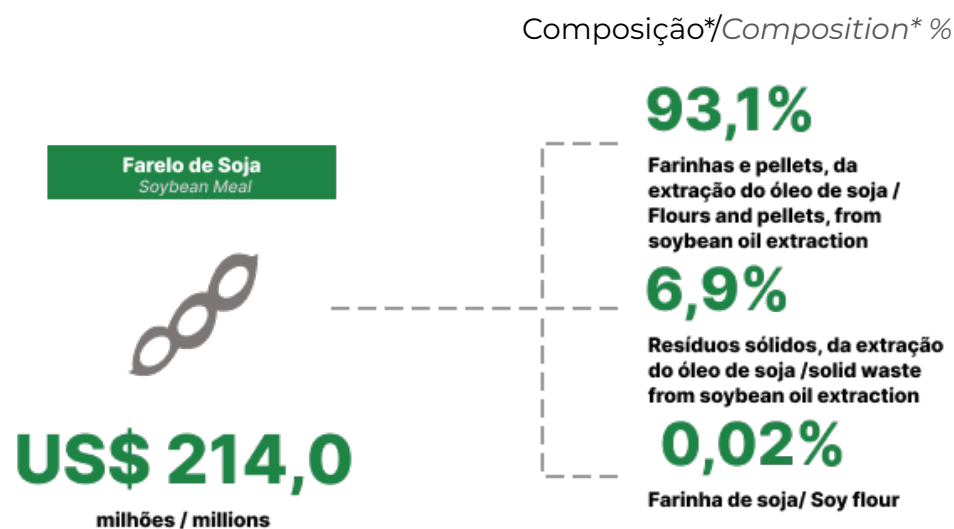 Composição*/Composition* %
Farelo de Soja
Soybean Meal
US$ 214,0
milhões / millions
93,1%
Farinhas e pellets, da
extração do óleo de soja /
Flours and pellets, from
soybean oil extraction
6,9%
Resíduos sólidos, da extração
do óleo de soja /solid waste
from soybean oil extraction
0,02%
Farinha de soja/ Soy flour